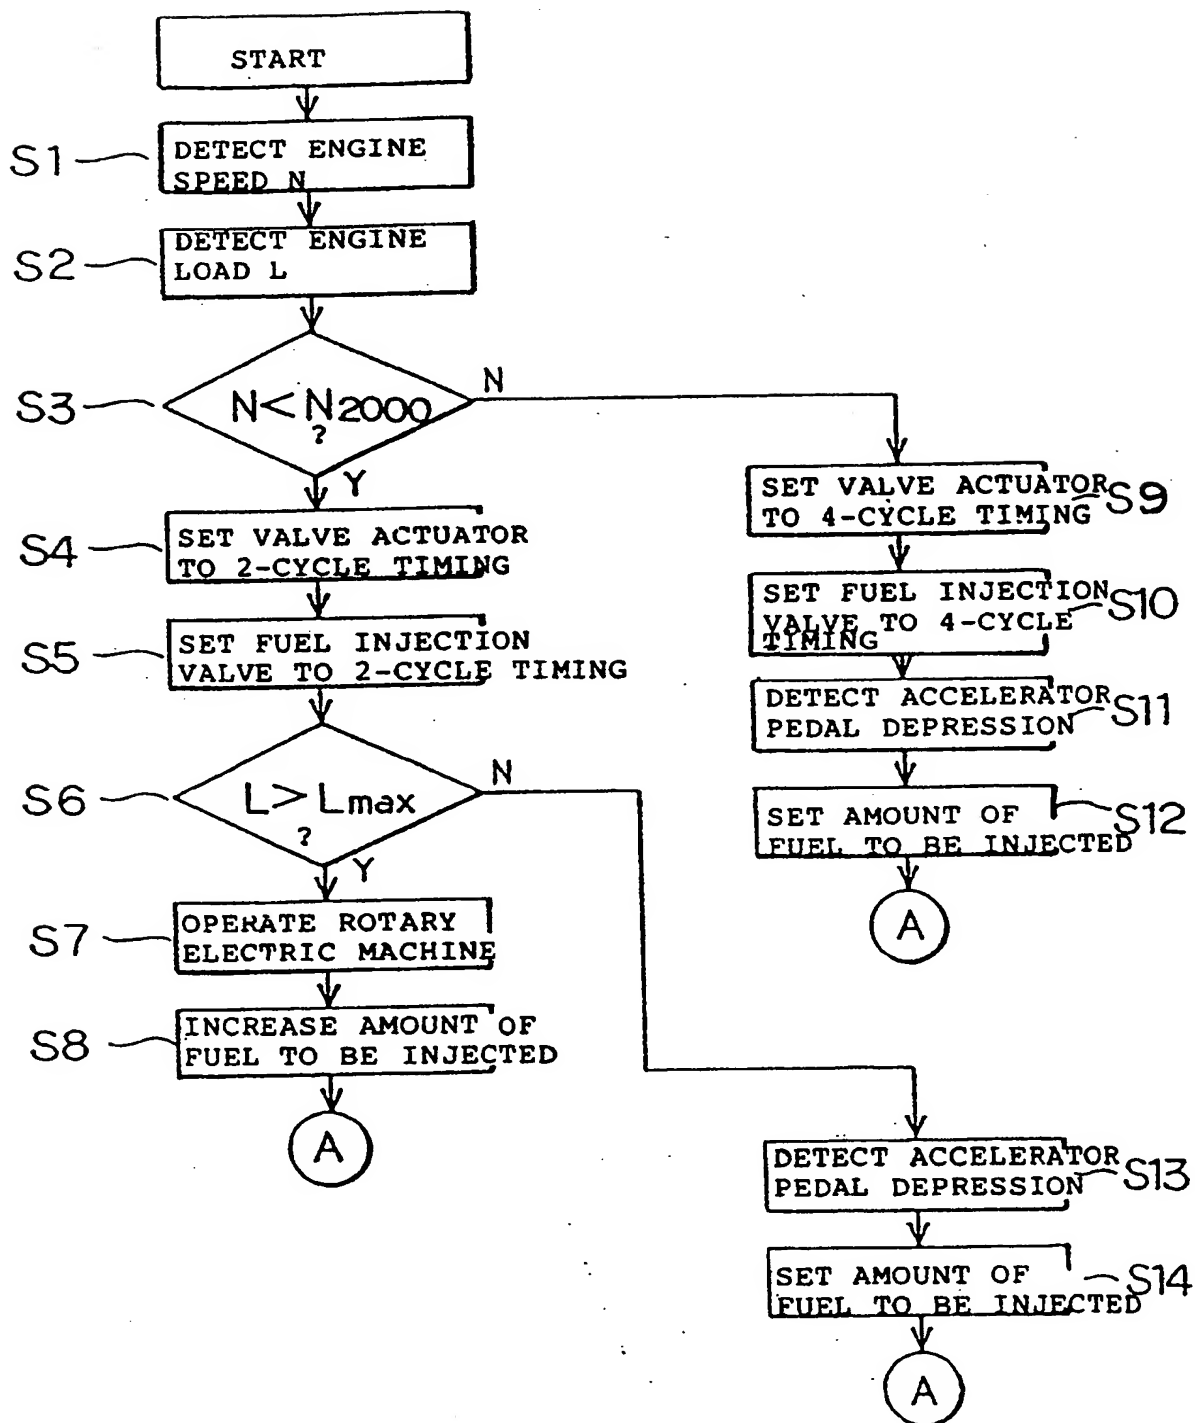 START
S1
DETECT ENGINE
SPEED N
S2
DETECT ENGINE
LOAD L
S3
N<N2000
?
N
Y
S4
SET VALVE ACTUATOR
TO 2-CYCLE TIMING
S5
SET FUEL INJECTION
VALVE TO 2-CYCLE TIMING
S6
L>Lmax
?
N
Y
S7
OPERATE ROTARY
ELECTRIC MACHINE
S8
INCREASE AMOUNT OF
FUEL TO BE INJECTED
A
SET VALVE ACTUATOR
TO 4-CYCLE TIMING
S9
SET FUEL INJECTION
VALVE TO 4-CYCLE
TIMING
S10
DETECT ACCELERATOR
PEDAL DEPRESSION
S11
SET AMOUNT OF
FUEL TO BE INJECTED
S12
A
DETECT ACCELERATOR
PEDAL DEPRESSION
S13
SET AMOUNT OF
FUEL TO BE INJECTED
S14
A